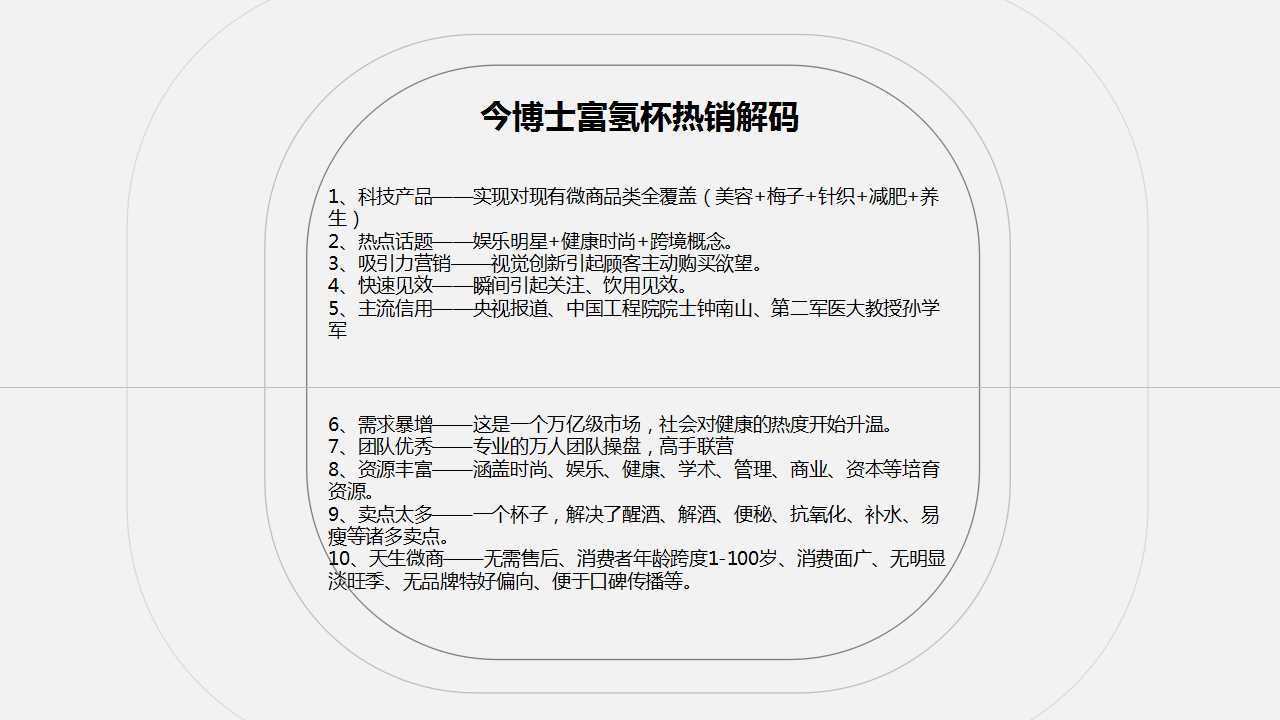 今博士富氢杯热销解码
1、科技产品——实现对现有微商品类全覆盖（美容+梅子+针织+减肥+养
生）
2、热点话题——娱乐明星+健康时尚+跨境概念。
3、吸引力营销——视觉创新引起顾客主动购买欲望。
4、快速见效——瞬间引起关注、饮用见效。
5、主流信用——央视报道、中国工程院院士钟南山、第二军医大教授孙学
军
6、需求暴增——这是一个万亿级市场，社会对健康的热度开始升温。
7、团队优秀——专业的万人团队操盘，高手联营
8、资源丰富——涵盖时尚、娱乐、健康、学术、管理、商业、资本等培育
资源。
9、卖点太多——一个杯子，解决了醒酒、解酒、便秘、抗氧化、补水、易
瘦等诸多卖点。
10、天生微商——无需售后、消费者年龄跨度1-100岁、消费面广、无明显
淡旺季、无品牌特好偏向、便于口碑传播等。